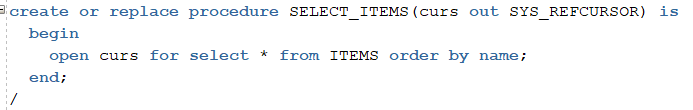 create or replace procedure SELECT_ITEMS(curs out SYS_REFCURSOR) is
  begin
    open curs for select * from ITEMS order by name;
  end;
/